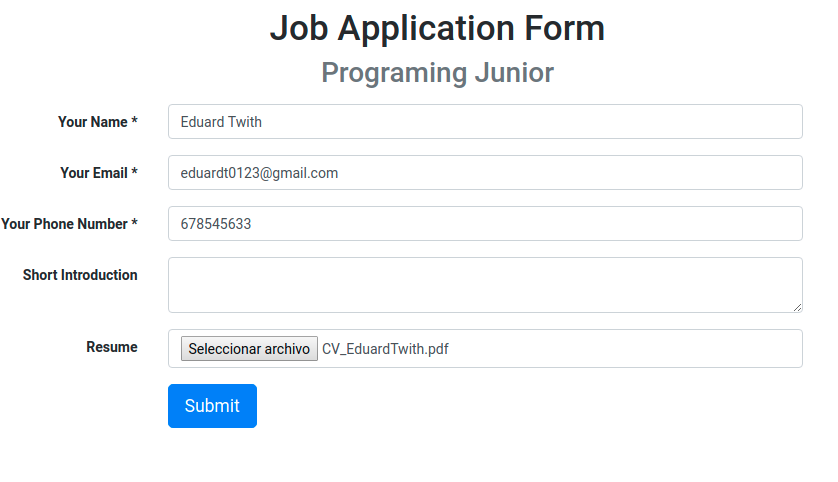 Job Application Form
Programing Junior
Your Name * Eduard Twith
Your Email * eduardt0123@gmail.com
Your Phone Number * 678545633
Short Introduction
Resume Seleccionar archivo CV_EduardTwith.pdf
Submit